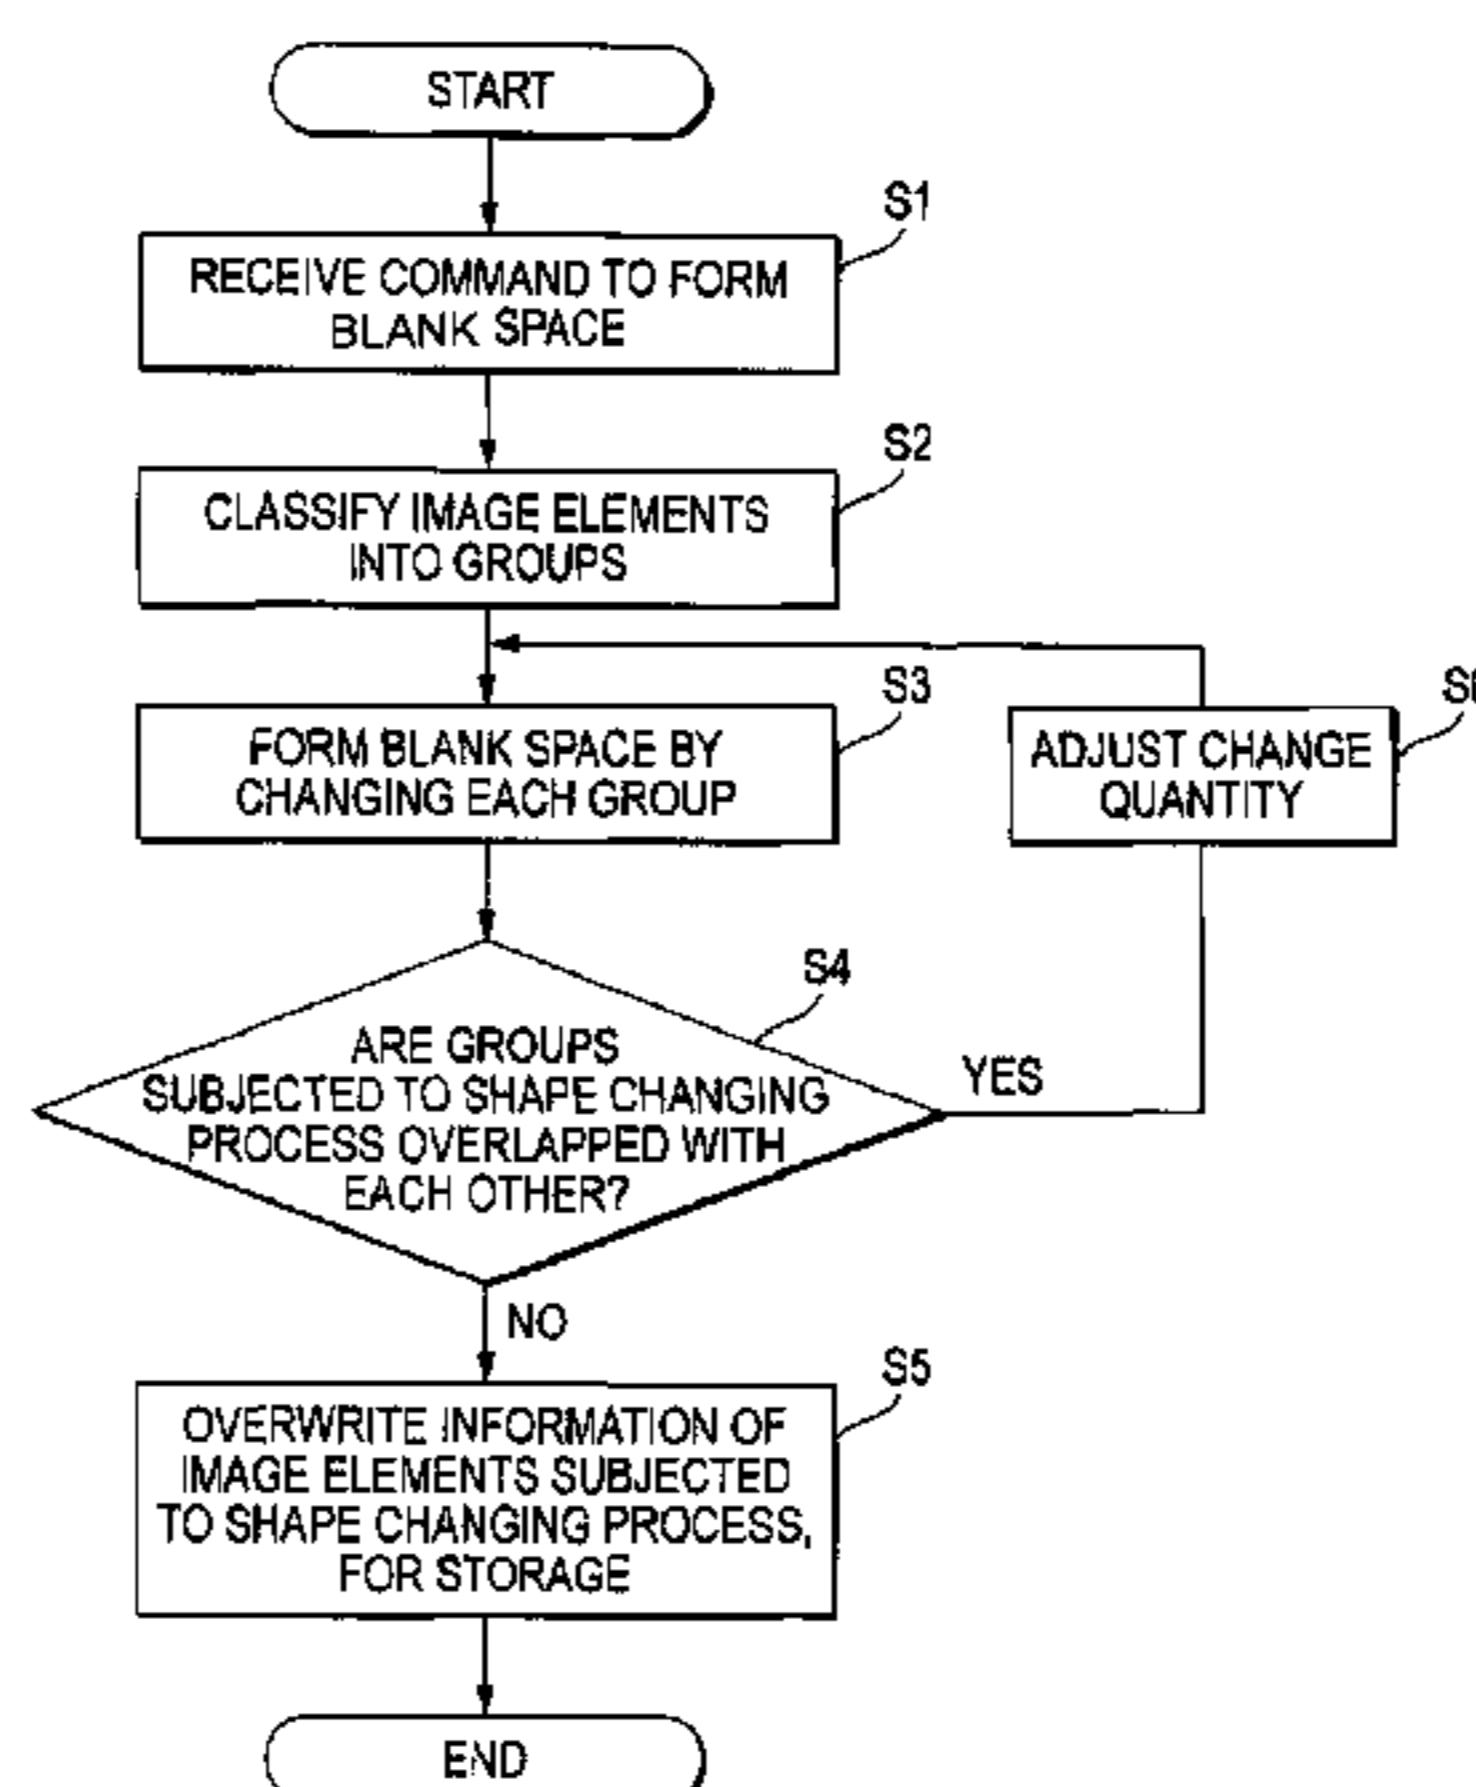 START
S1
RECEIVE COMMAND TO FORM
BLANK SPACE
S2
CLASSIFY IMAGE ELEMENTS
INTO GROUPS
S3
FORM BLANK SPACE BY
CHANGING EACH GROUP
ADJUST CHANGE
QUANTITY
S4
ARE GROUPS
SUBJECTED TO SHAPE CHANGING
PROCESS OVERLAPPED WITH
EACH OTHER?
YES
NO
S5
OVERWRITE INFORMATION OF
IMAGE ELEMENTS SUBJECTED
TO SHAPE CHANGING PROCESS,
FOR STORAGE
END